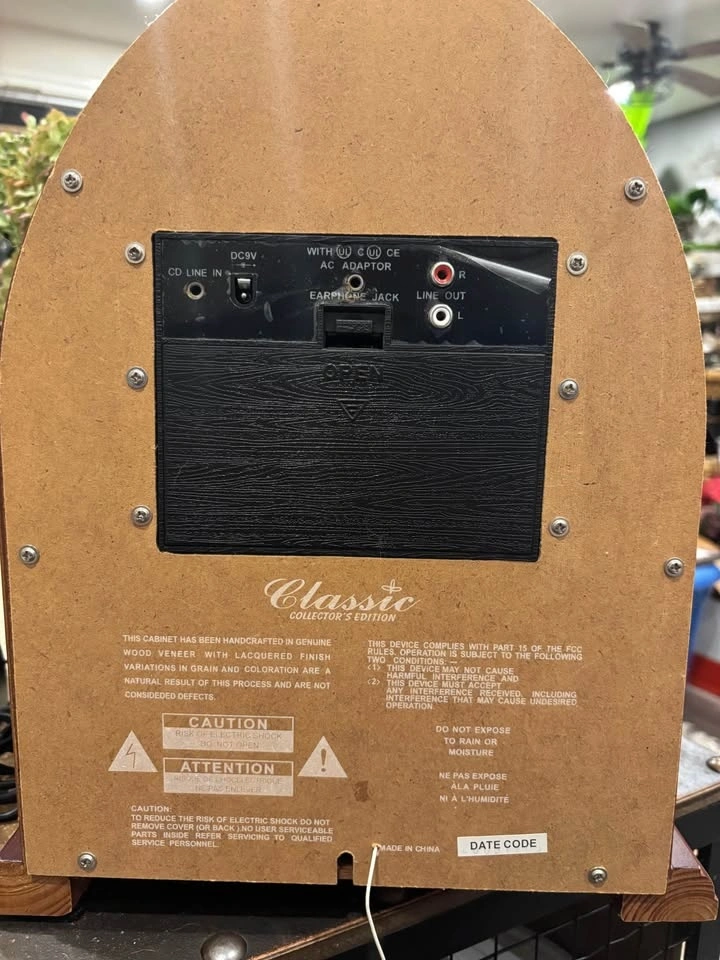 DC9V
CD LINE IN
WITH UL C UL CE
AC ADAPTOR
EARPHONE JACK
R
LINE OUT
L
OPEN
Classic
COLLECTOR'S EDITION
THIS CABINET HAS BEEN HANDCRAFTED IN GENUINE
WOOD VENEER WITH LACQUERED FINISH
VARIATIONS IN GRAIN AND COLORATION ARE A
NATURAL RESULT OF THIS PROCESS AND ARE NOT
CONSIDEDED DEFECTS.
THIS DEVICE COMPLIES WITH PART 15 OF THE FCC
RULES. OPERATION IS SUBJECT TO THE FOLLOWING
TWO CONDITIONS: —
<1> THIS DEVICE MAY NOT CAUSE
HARMFUL INTERFERENCE AND
<2> THIS DEVICE MUST ACCEPT
ANY INTERFERENCE RECEIVED, INCLUDING
INTERFERENCE THAT MAY CAUSE UNDESIRED
OPERATION
CAUTION
RISK OF ELECTRIC SHOCK
DO NOT OPEN
ATTENTION
DO NOT EXPOSE
TO RAIN OR
MOISTURE
NE PAS EXPOSE
ÀLA PLUIE
NI À L'HUMIDITE
CAUTION:
TO REDUCE THE RISK OF ELECTRIC SHOCK DO NOT
REMOVE COVER (OR BACK).NO USER SERVICEABLE
PARTS INSIDE REFER SERVICING TO QUALIFIED
SERVICE PERSONNEL.
MADE IN CHINA
DATE CODE